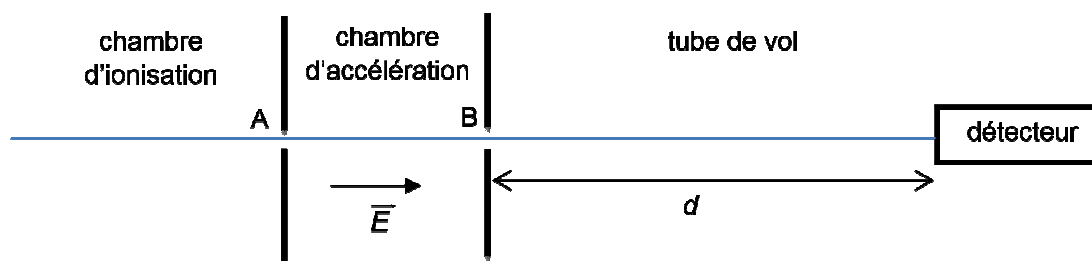 chambre
d'ionisation
chambre
d'accélération
tube de vol
A
B
détecteur
E
d